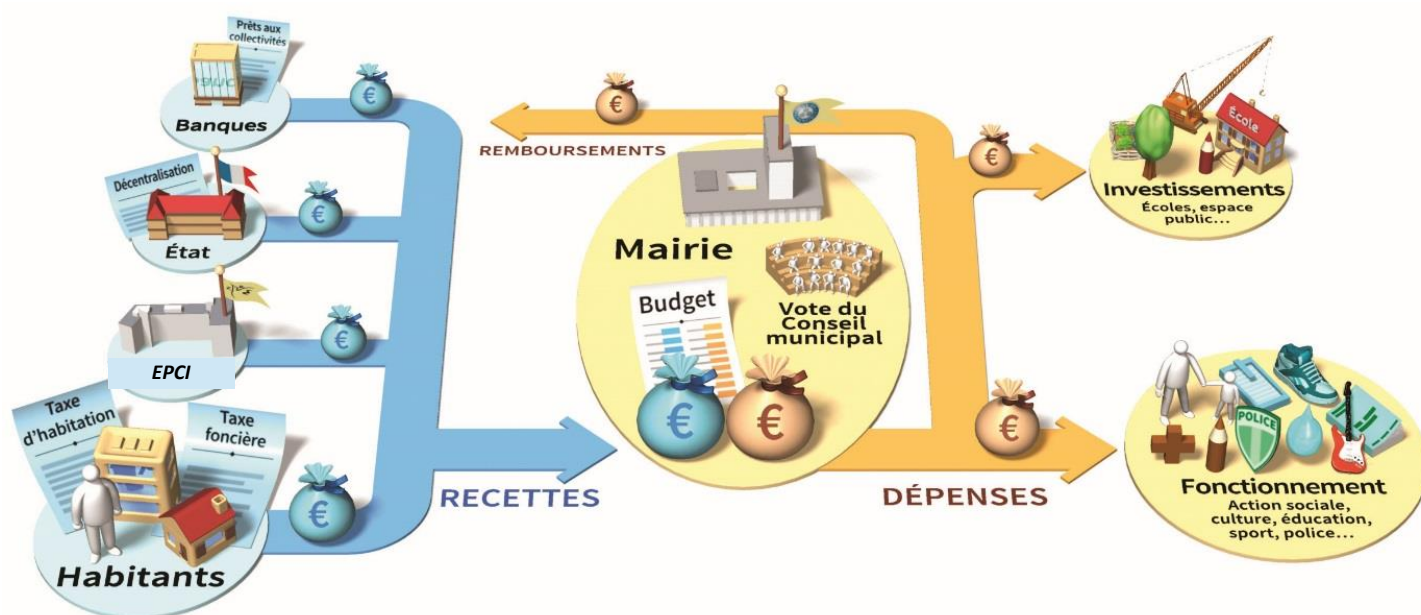 Prêts aux
collectivités
Banques
Décentralisation
État
EPCI
Taxe
d'habitation
Taxe
foncière
Habitants
€
€
€
€
RECETTES
€
REMBOURSEMENTS
Mairie
Budget
Vote du
Conseil
municipal
€
€
DÉPENSES
€
€
École
Investissements
Écoles, espace
public...
POLICE
Fonctionnement
Action sociale,
culture, éducation,
sport, police...